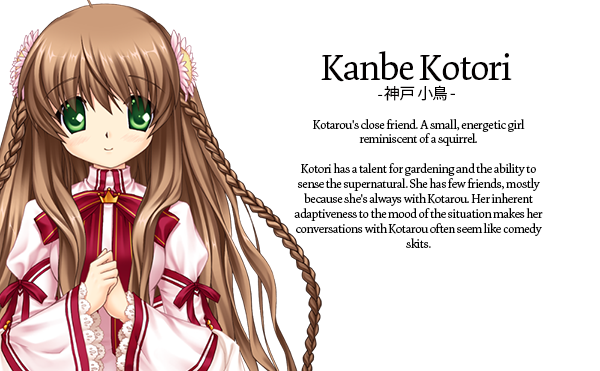 Kanbe Kotori
- 神戸 小鳥 -
Kotarou's close friend. A small, energetic girl
reminiscent of a squirrel.
Kotori has a talent for gardening and the ability to
sense the supernatural. She has few friends, mostly
because she's always with Kotarou. Her inherent
adaptiveness to the mood of the situation makes her
conversations with Kotarou often seem like comedy
skits.